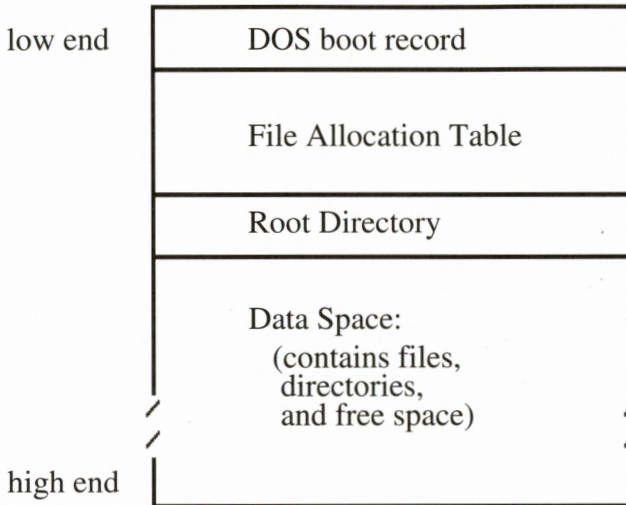 low end
DOS boot record
File Allocation Table
Root Directory
Data Space:
(contains files,
directories,
and free space)
high end